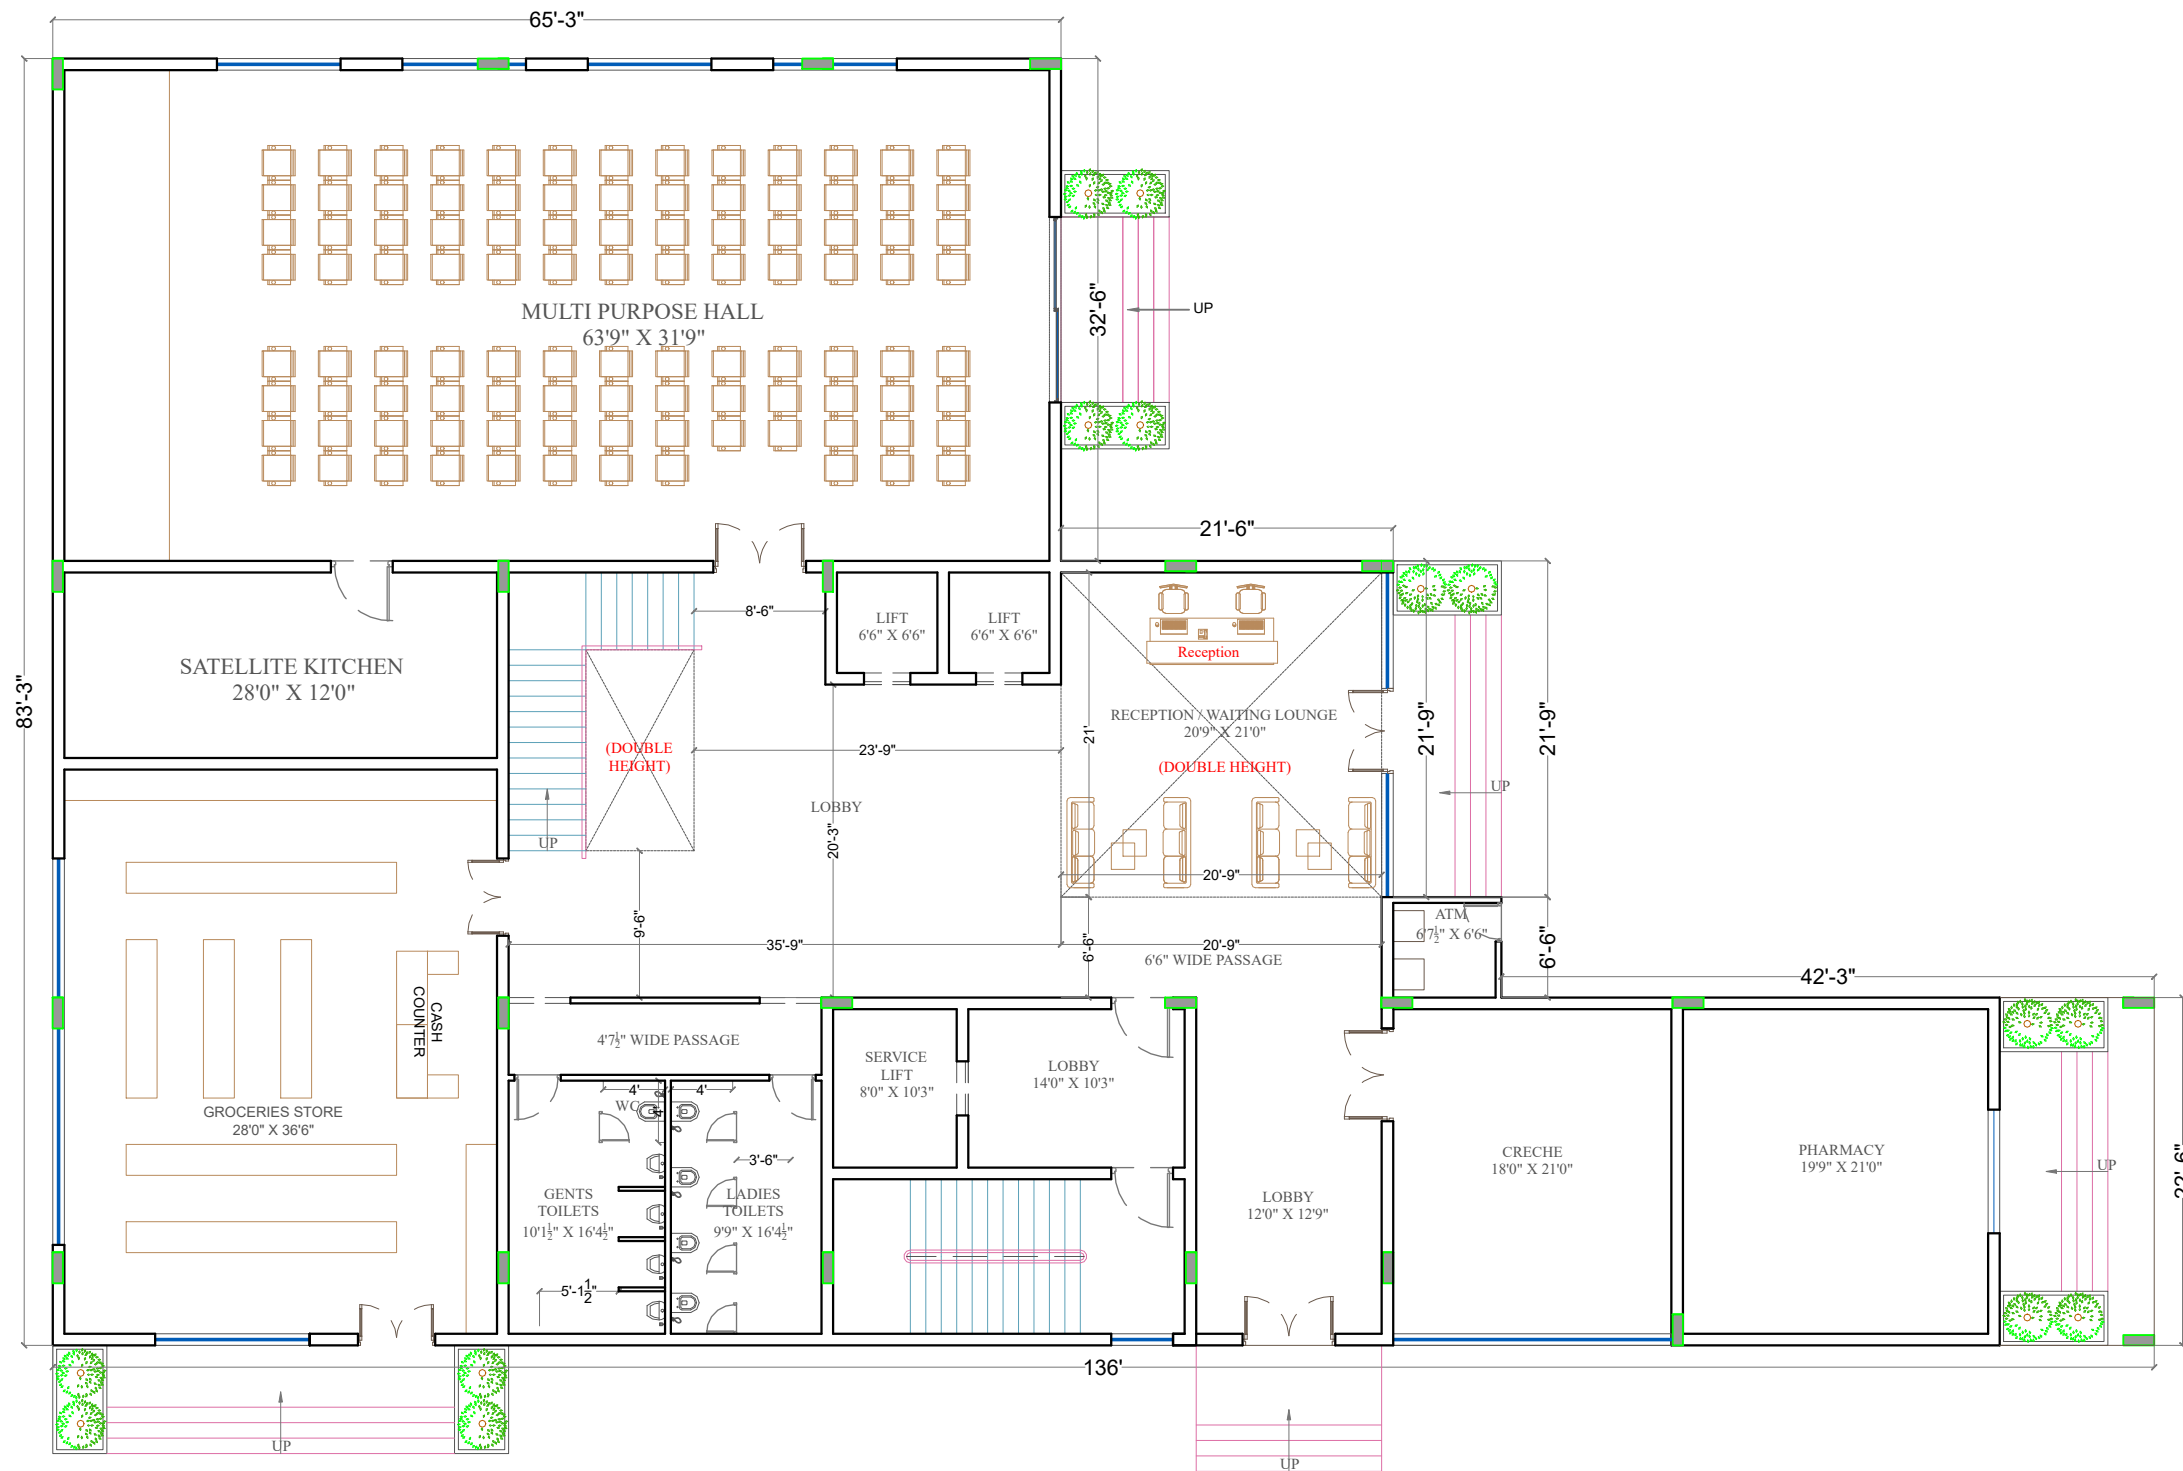 65'-3"
MULTI PURPOSE HALL
63'9" X 31'9"
32'-6"
UP
21'-6"
8'-6"
LIFT
6'6" X 6'6"
LIFT
6'6" X 6'6"
Reception
SATELLITE KITCHEN
28'0" X 12'0"
83'-3"
(DOUBLE
HEIGHT)
23'-9"
21'
RECEPTION / WAITING LOUNGE
20'9" X 21'0"
(DOUBLE HEIGHT)
21'-9"
21'-9"
UP
LOBBY
UP
20'-3"
20'-9"
9'-6"
35'-9"
6'-6"
20'-9"
6'6" WIDE PASSAGE
ATM
6'7½" X 6'6"
6'-6"
42'-3"
CASH
COUNTER
GROCERIES STORE
28'0" X 36'6"
4'7½" WIDE PASSAGE
4'
4'
WC
4'
3'-6"
GENTS
TOILETS
10'1½" X 16'4½"
LADIES
TOILETS
9'9" X 16'4½"
5'-1½"
SERVICE
LIFT
8'0" X 10'3"
LOBBY
14'0" X 10'3"
LOBBY
12'0" X 12'9"
CRECHE
18'0" X 21'0"
PHARMACY
19'9" X 21'0"
UP
22'-6"
136'
UP
UP